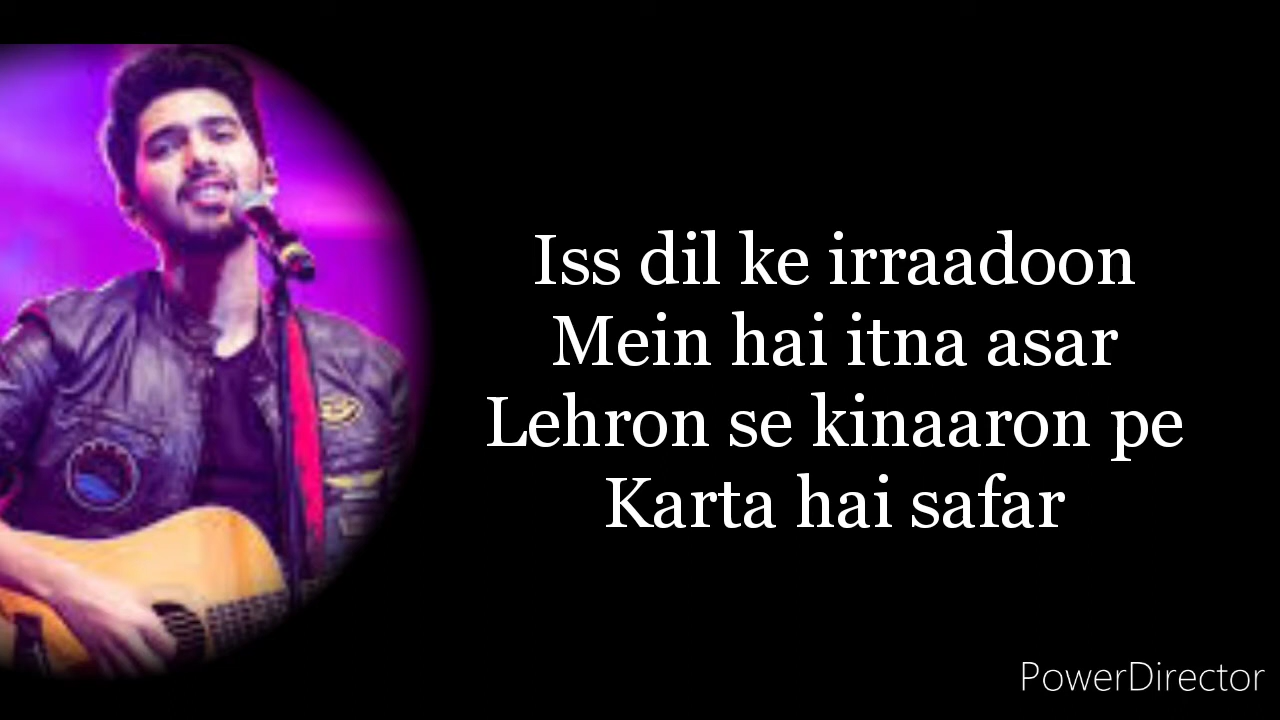 Iss dil ke irraadoon
Mein hai itna asar
Lehron se kinaaron pe
Karta hai safar
PowerDirector